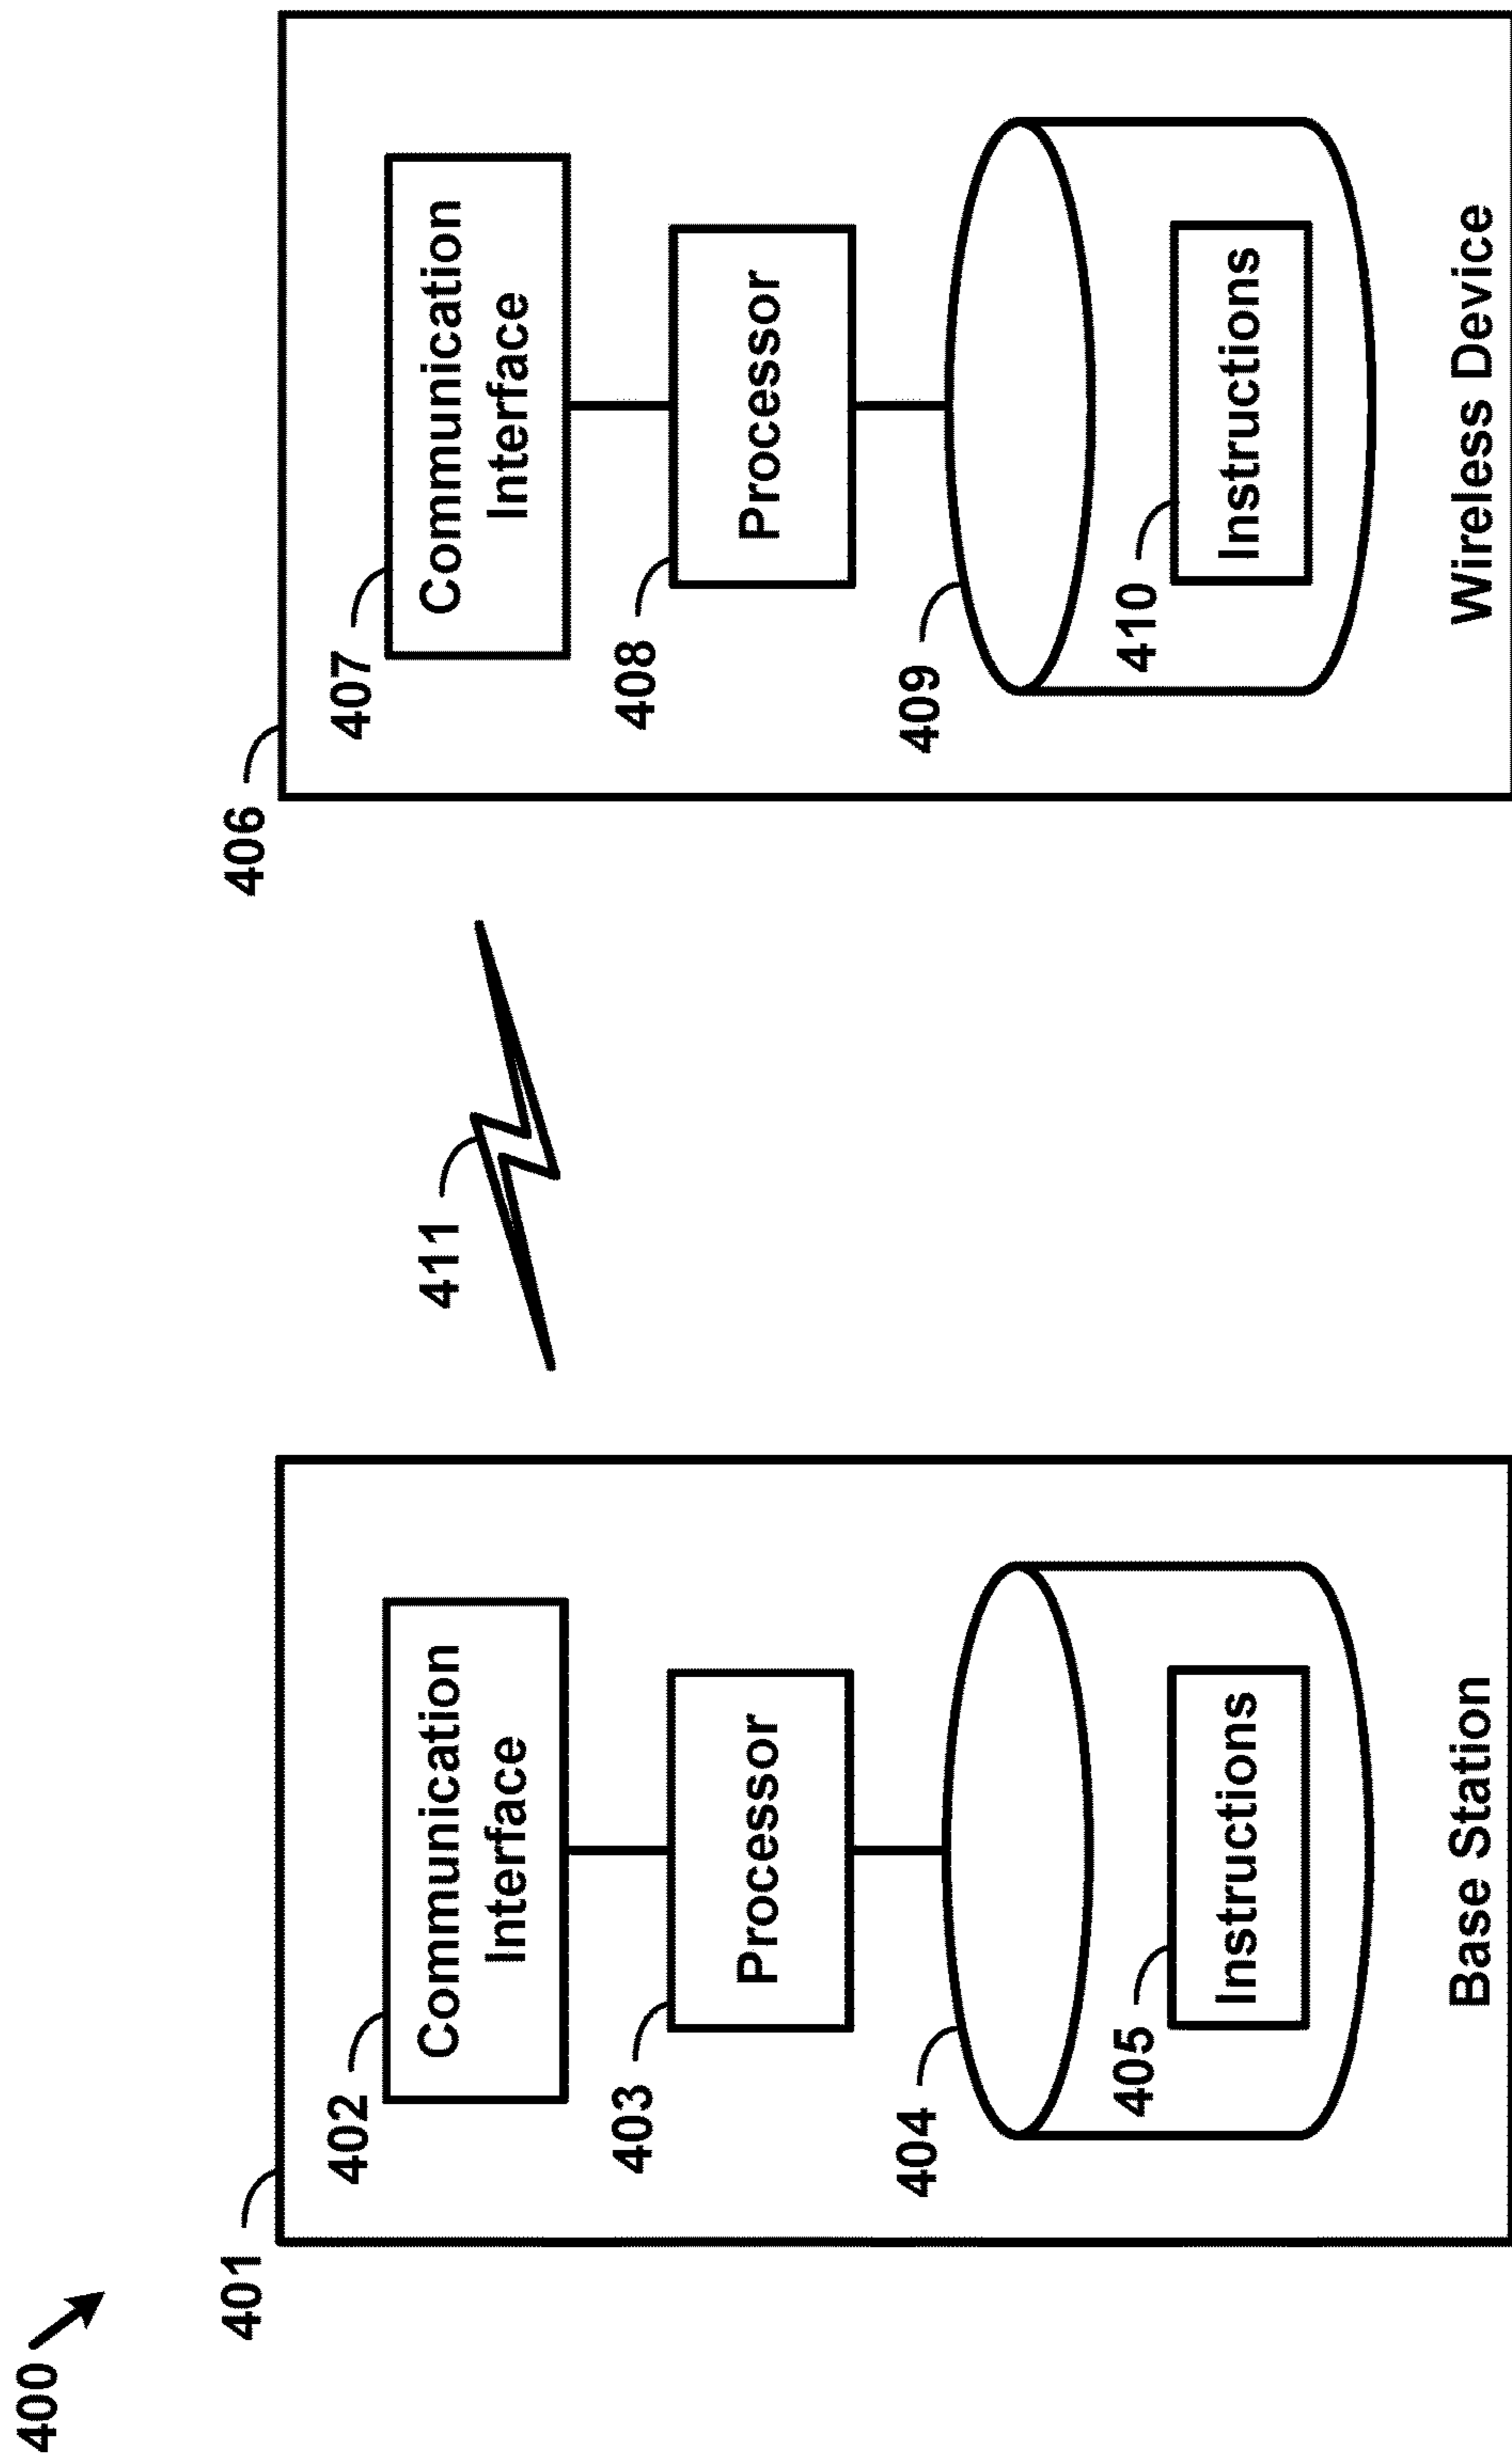 400
401
402
Communication
Interface
403
Processor
404
405
Instructions
Base Station
411
406
407
Communication
Interface
408
Processor
409
410
Instructions
Wireless Device